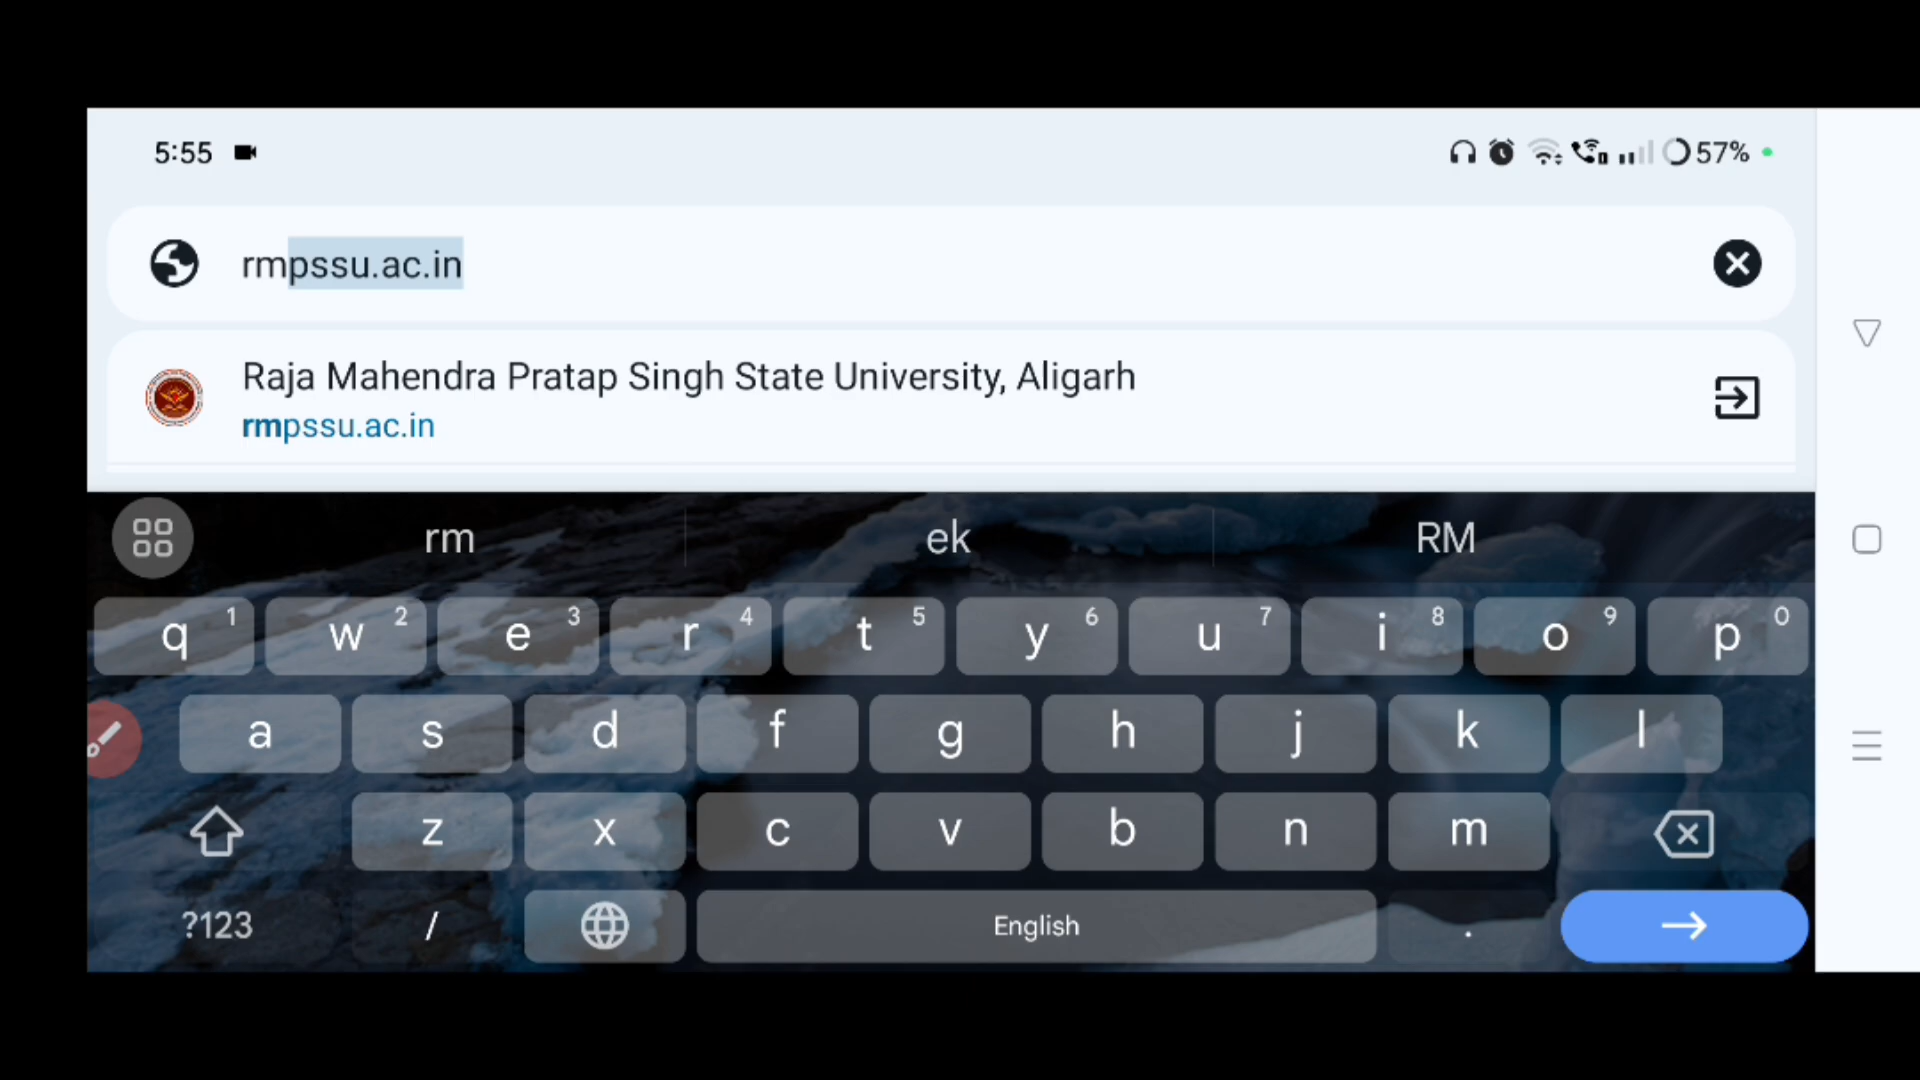 5:55
57%
rmpssu.ac.in
Raja Mahendra Pratap Singh State University, Aligarh
rmpssu.ac.in
rm ek RM
q 1 w 2 e 3 r 4 t 5 y 6 u 7 i 8 o 9 p 0
a s d f g h j k l
z x c v b n m
?123 / English .